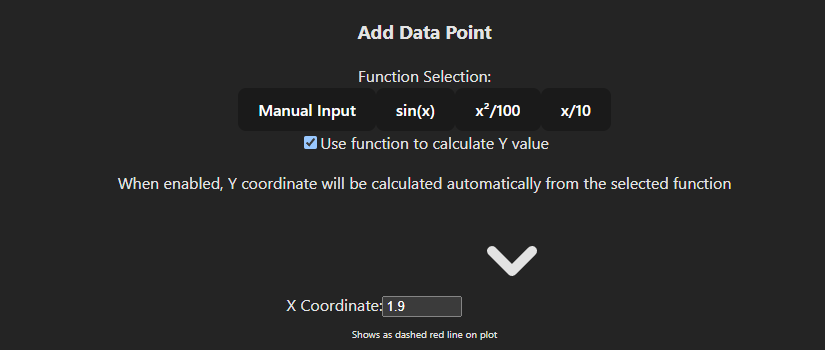 Add Data Point
Function Selection:
Manual Input sin(x) x²/100 x/10
Use function to calculate Y value
When enabled, Y coordinate will be calculated automatically from the selected function
X Coordinate: 1.9
Shows as dashed red line on plot